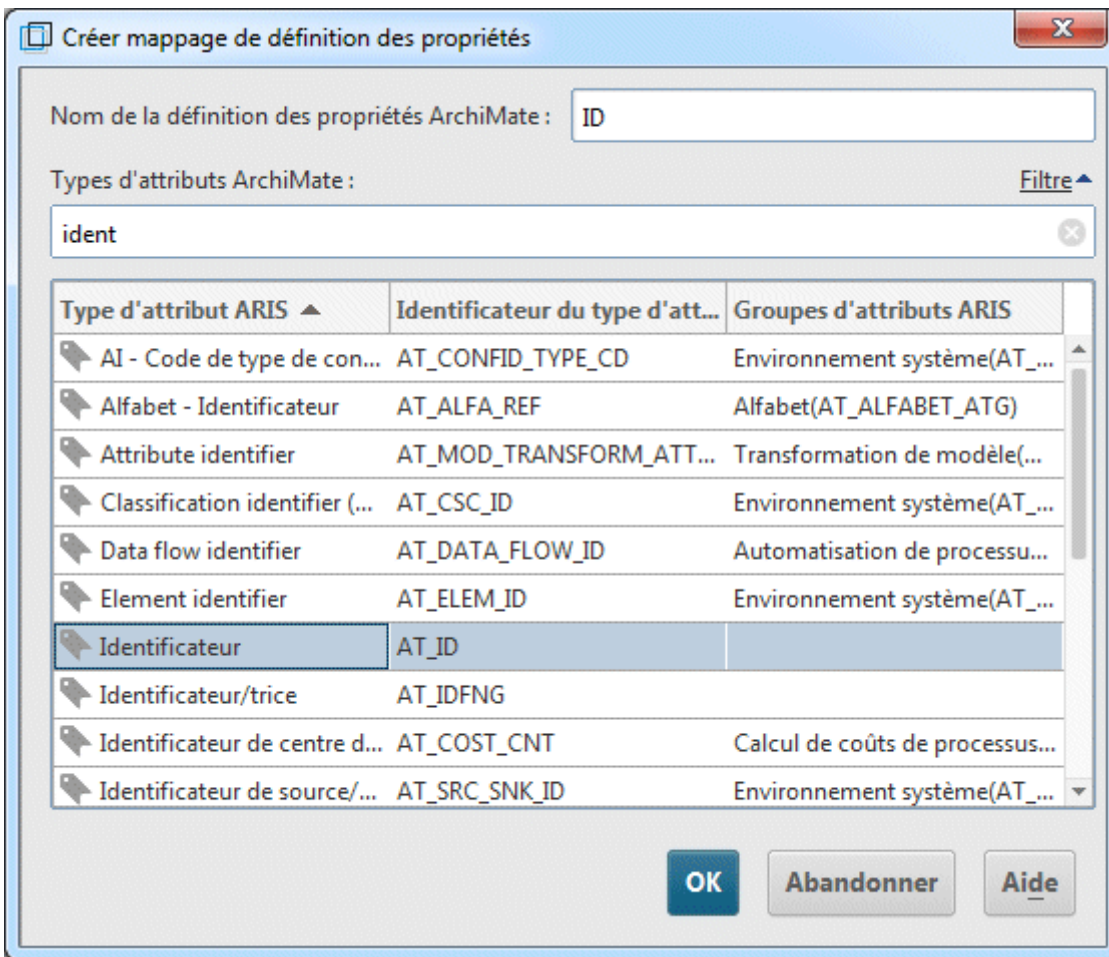 Créer mappage de définition des propriétés
Nom de la définition des propriétés ArchiMate : ID
Types d'attributs ArchiMate : Filtre
ident
Type d'attribut ARIS Identificateur du type d'att... Groupes d'attributs ARIS
AI - Code de type de con... AT_CONFID_TYPE_CD Environnement système(AT_...
Alfabet - Identificateur AT_ALFA_REF Alfabet(AT_ALFABET_ATG)
Attribute identifier AT_MOD_TRANSFORM_ATT... Transformation de modèle(...
Classification identifier (... AT_CSC_ID Environnement système(AT_...
Data flow identifier AT_DATA_FLOW_ID Automatisation de processu...
Element identifier AT_ELEM_ID Environnement système(AT_...
Identificateur AT_ID
Identificateur/trice AT_IDFNG
Identificateur de centre d... AT_COST_CNT Calcul de coûts de processus...
Identificateur de source/... AT_SRC_SNK_ID Environnement système(AT_...
OK Abandonner Aide